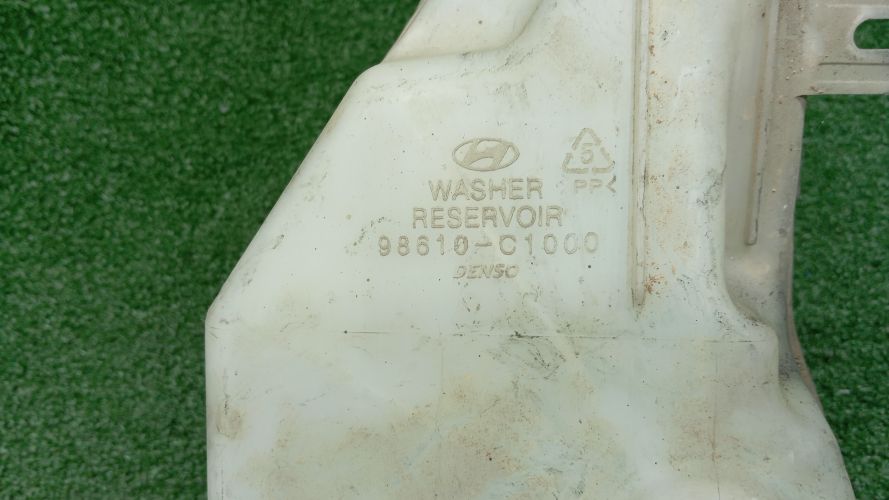 5
PP<
WASHER
RESERVOIR
98610-C1000
DENSO